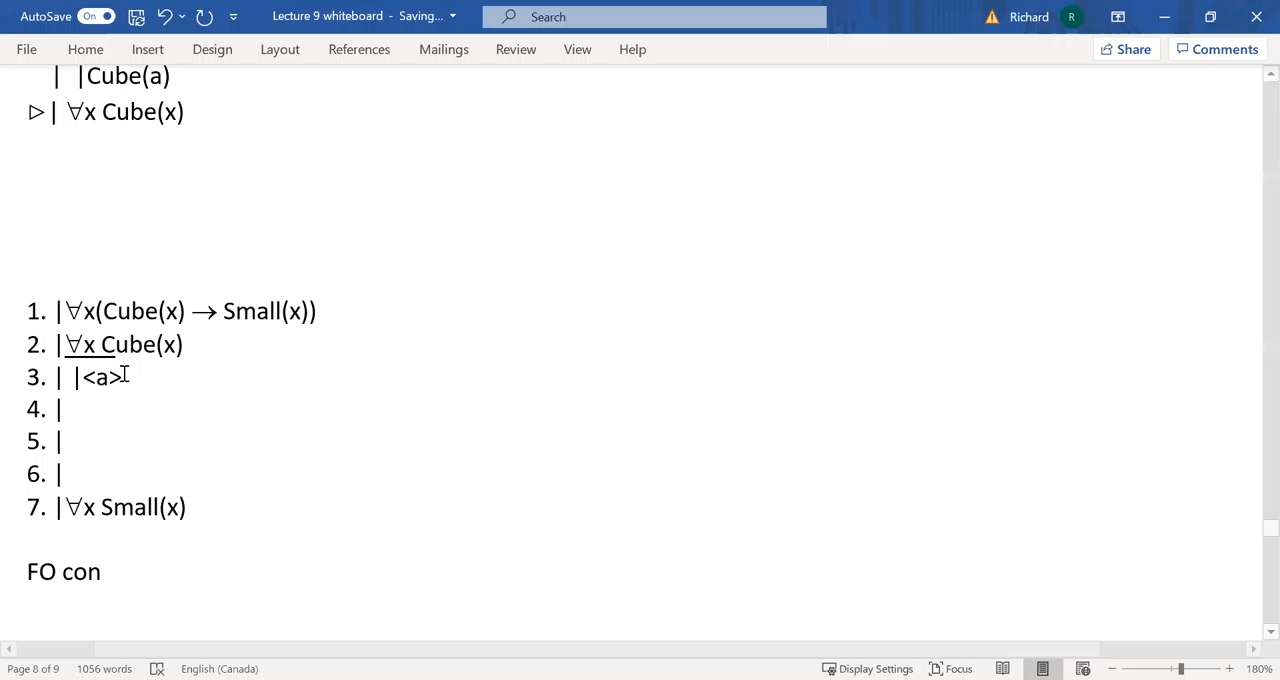 AutoSave On Lecture 9 whiteboard • Saving... Search Richard R
File Home Insert Design Layout References Mailings Review View Help Share Comments
| |Cube(a)
▷| ∀x Cube(x)
1. |∀x(Cube(x) → Small(x))
2. |∀x Cube(x)
3. | |<a>
4. |
5. |
6. |
7. |∀x Small(x)
FO con
Page 8 of 9 1056 words English (Canada) Display Settings Focus 180%